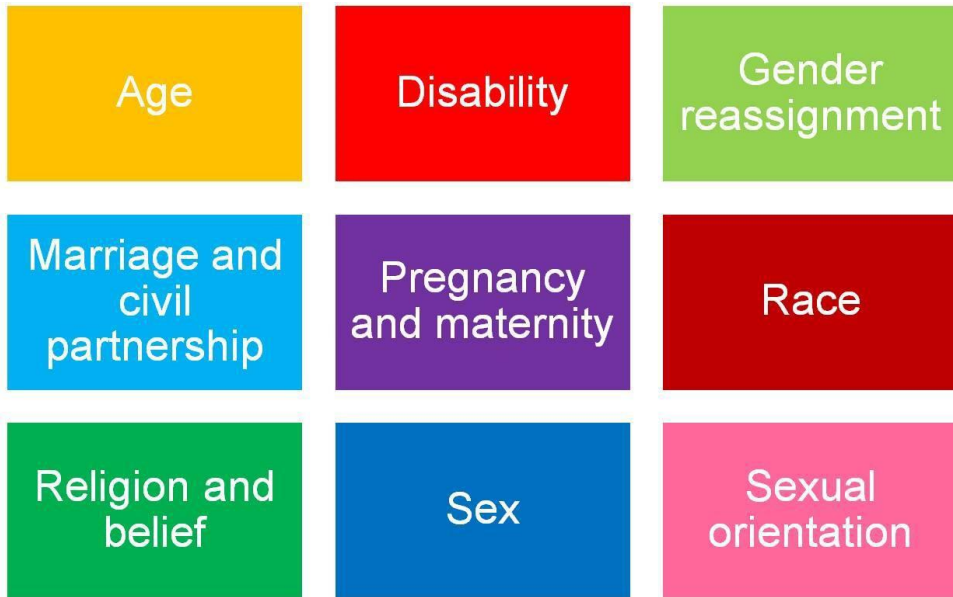 Age
Disability
Gender
reassignment
Marriage and
civil
partnership
Pregnancy
and maternity
Race
Religion and
belief
Sex
Sexual
orientation